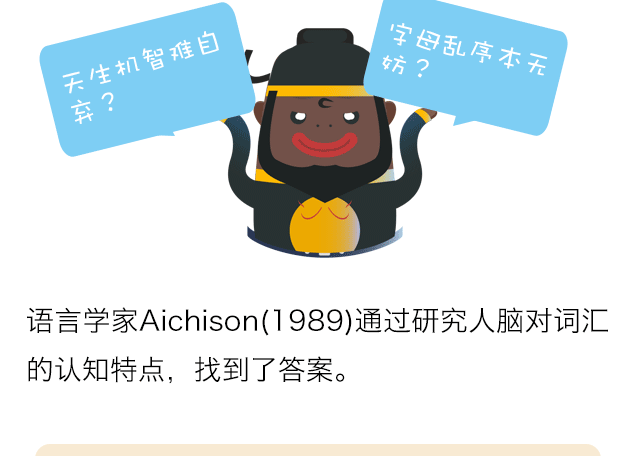 天生机智难自
弃？
字母乱序本无
妨？
语言学家Aichison(1989)通过研究人脑对词汇
的认知特点，找到了答案。